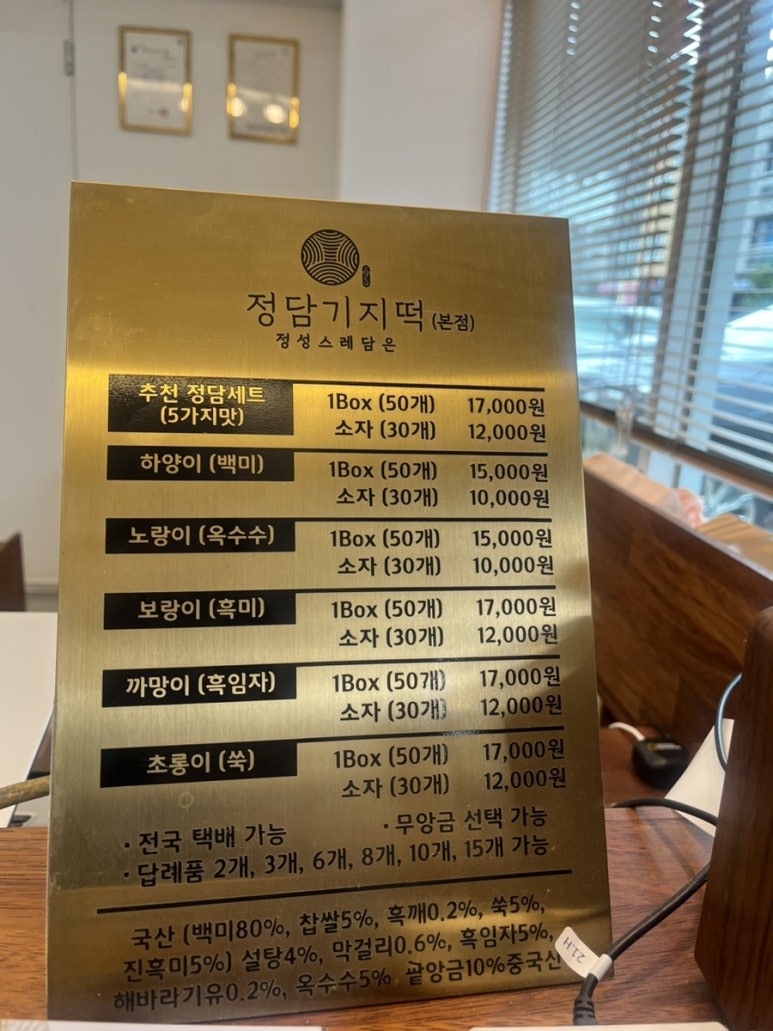 정담기지떡 (본점)
정성스레담은
추천 정담세트
(5가지맛)
1Box (50개) 17,000원
소자 (30개) 12,000원
하양이 (백미)
1Box (50개) 15,000원
소자 (30개) 10,000원
노랑이 (옥수수)
1Box (50개) 15,000원
소자 (30개) 10,000원
보랑이 (흑미)
1Box (50개) 17,000원
소자 (30개) 12,000원
까망이 (흑임자)
1Box (50개) 17,000원
소자 (30개) 12,000원
초롱이 (쑥)
1Box (50개) 17,000원
소자 (30개) 12,000원
· 전국 택배 가능 · 무앙금 선택 가능
· 답례품 2개, 3개, 6개, 8개, 10개, 15개 가능
국산 (백미80%, 찹쌀5%, 흑깨0.2%, 쑥5%,
진흑미5%) 설탕4%, 막걸리0.6%, 흑임자5%,
해바라기유0.2%, 옥수수5% 팥앙금10%중국산